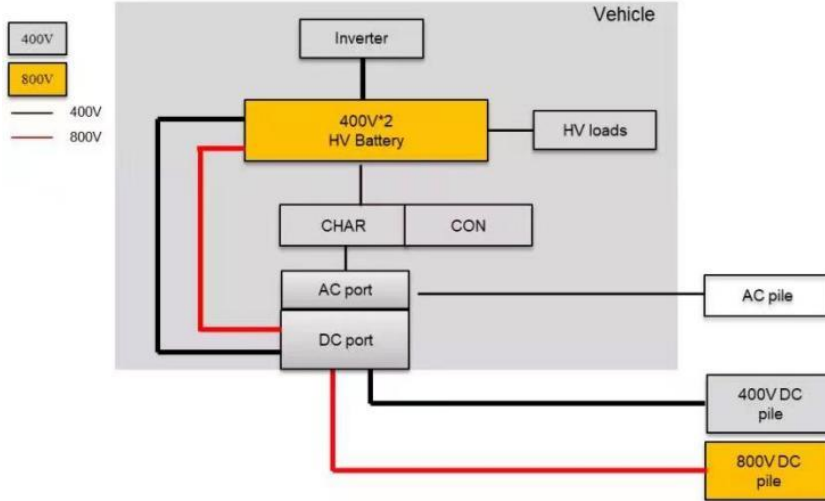 Vehicle
400V
800V
400V
800V
Inverter
400V*2
HV Battery
HV loads
CHAR
CON
AC port
DC port
AC pile
400V DC
pile
800V DC
pile